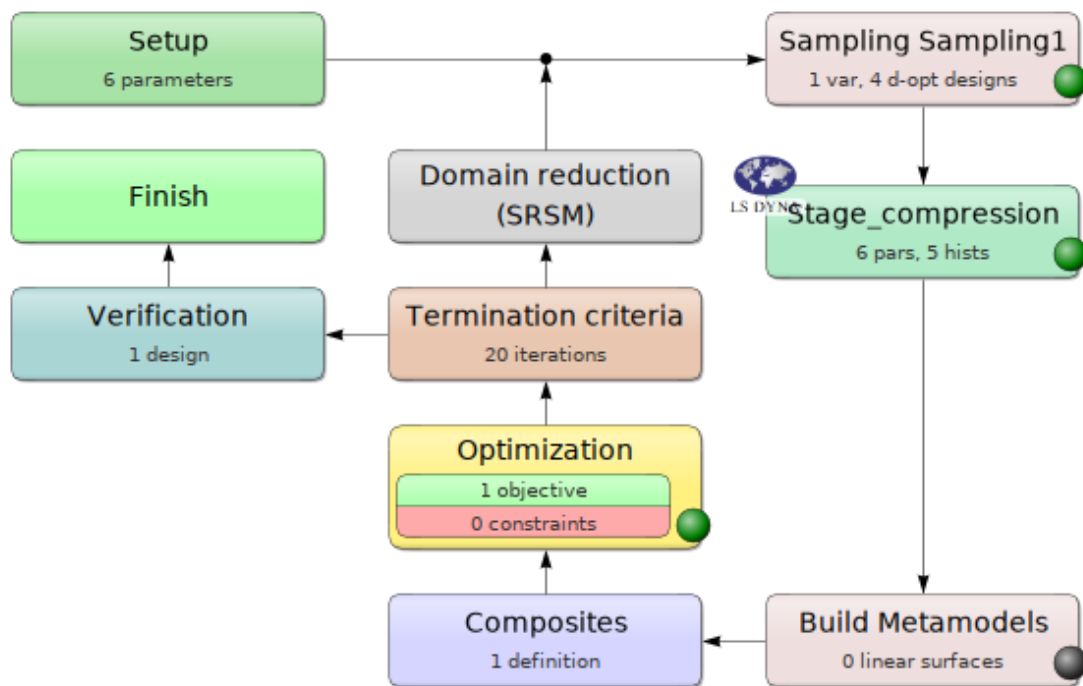 Setup
6 parameters
Sampling Sampling1
1 var, 4 d-opt designs
Finish
Domain reduction
(SRSM)
LS DYNA
Stage_compression
6 pars, 5 hists
Verification
1 design
Termination criteria
20 iterations
Optimization
1 objective
0 constraints
Composites
1 definition
Build Metamodels
0 linear surfaces